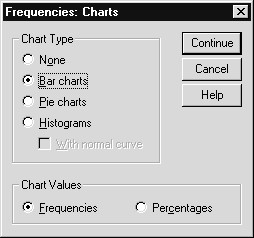 Frequencies: Charts
Chart Type
None
Bar charts
Pie charts
Histograms
With normal curve
Continue
Cancel
Help
Chart Values
Frequencies
Percentages